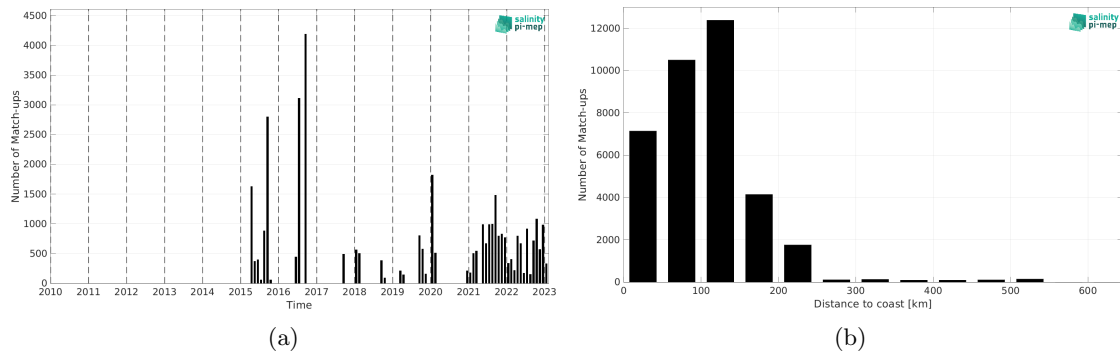 4500
4000
3500
3000
2500
2000
1500
1000
500
0
Number of Match-ups
2010 2011 2012 2013 2014 2015 2016 2017 2018 2019 2020 2021 2022 2023
Time
salinity
pi-mep
(a)
12000
10000
8000
6000
4000
2000
0
Number of Match-ups
0 100 200 300 400 500 600
Distance to coast [km]
salinity
pi-mep
(b)